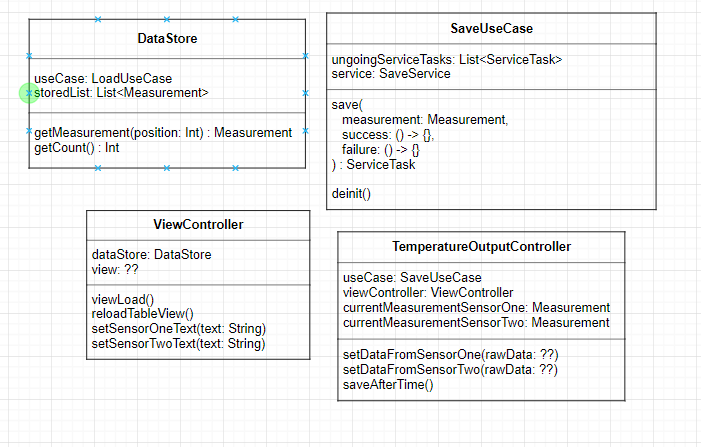 DataStore
useCase: LoadUseCase
storedList: List<Measurement>
getMeasurement(position: Int) : Measurement
getCount() : Int
SaveUseCase
ungoingServiceTasks: List<ServiceTask>
service: SaveService
save(
measurement: Measurement,
success: () -> {},
failure: () -> {}
) : ServiceTask
deinit()
ViewController
dataStore: DataStore
view: ??
viewLoad()
reloadTableView()
setSensorOneText(text: String)
setSensorTwoText(text: String)
TemperatureOutputController
useCase: SaveUseCase
viewController: ViewController
currentMeasurementSensorOne: Measurement
currentMeasurementSensorTwo: Measurement
setDataFromSensorOne(rawData: ??)
setDataFromSensorTwo(rawData: ??)
saveAfterTime()